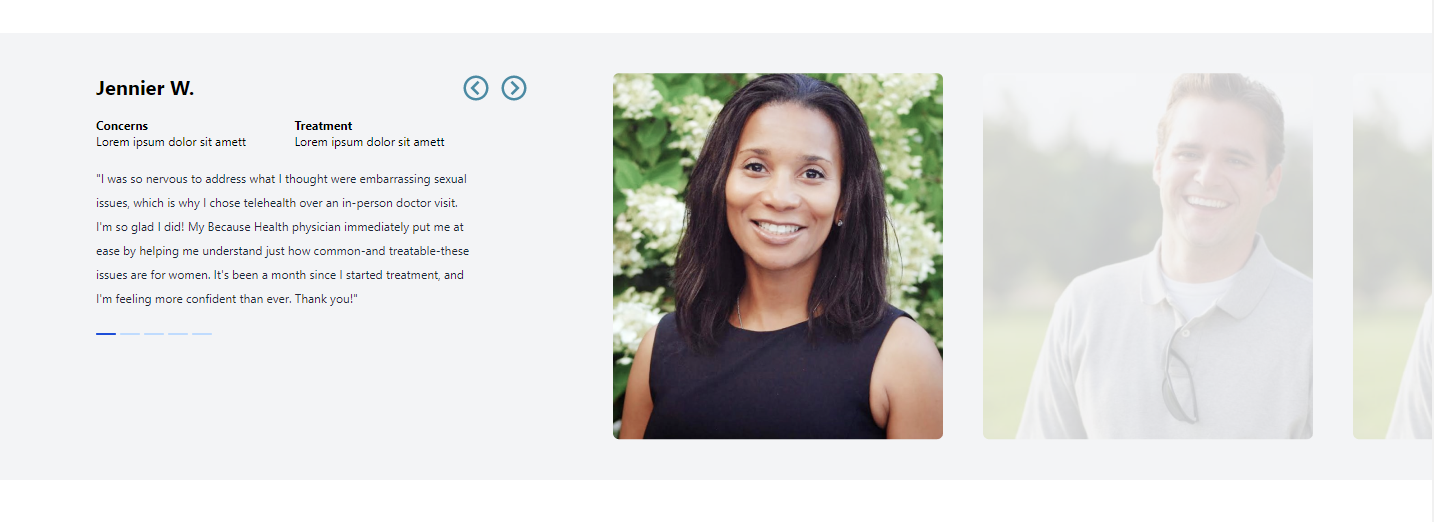 Jennier W.
Concerns
Lorem ipsum dolor sit amett
Treatment
Lorem ipsum dolor sit amett
"I was so nervous to address what I thought were embarrassing sexual
issues, which is why I chose telehealth over an in-person doctor visit.
I'm so glad I did! My Because Health physician immediately put me at
ease by helping me understand just how common-and treatable-these
issues are for women. It's been a month since I started treatment, and
I'm feeling more confident than ever. Thank you!"